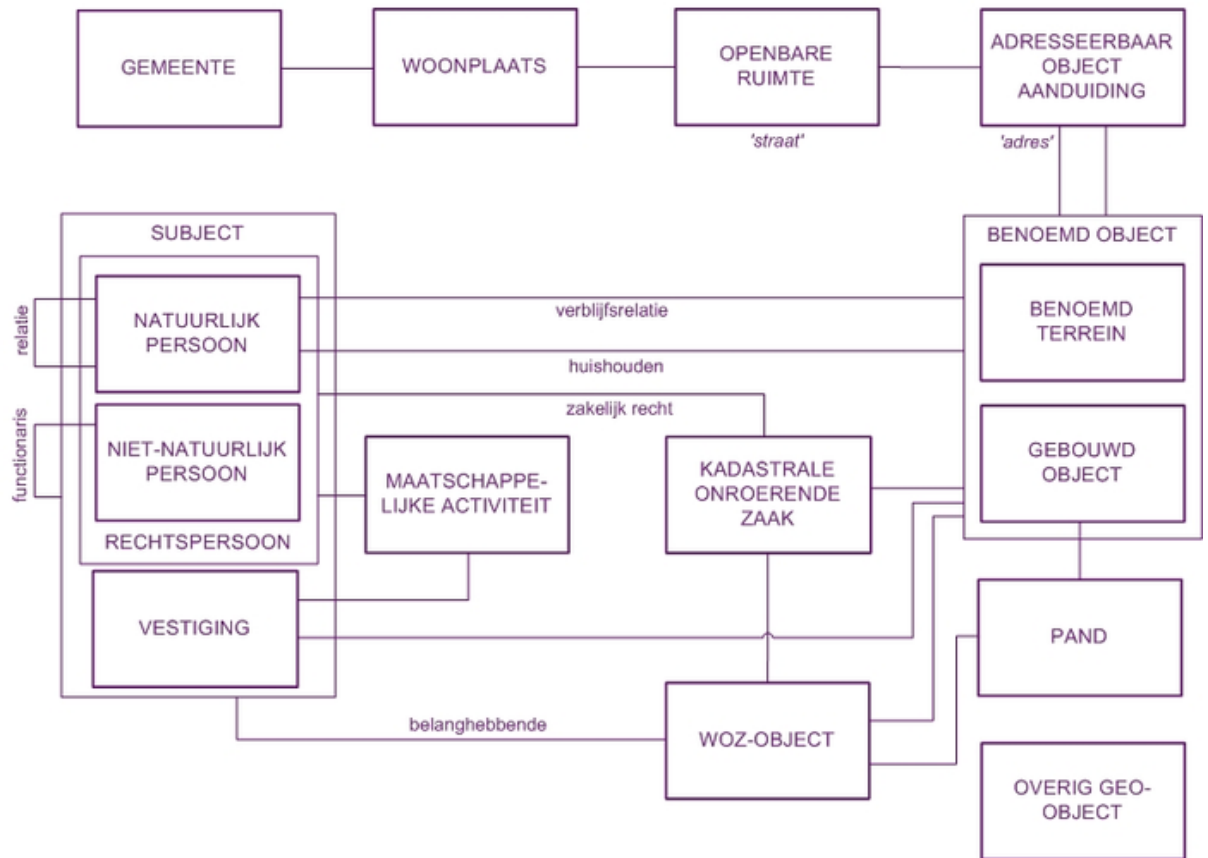 GEMEENTE
WOONPLAATS
OPENBARE
RUIMTE
ADRESSEERBAAR
OBJECT
AANDUIDING
'straat'
'adres'
SUBJECT
BENOEMD OBJECT
relatie
NATUURLIJK
PERSOON
verblijfsrelatie
BENOEMD
TERREIN
huishouden
zakelijk recht
functionaris
NIET-NATUURLIJK
PERSOON
MAATSCHAPPE-
LIJKE ACTIVITEIT
KADASTRALE
ONROERENDE
ZAAK
GEBOUWD
OBJECT
RECHTSPERSOON
VESTIGING
PAND
belanghebbende
WOZ-OBJECT
OVERIG GEO-
OBJECT